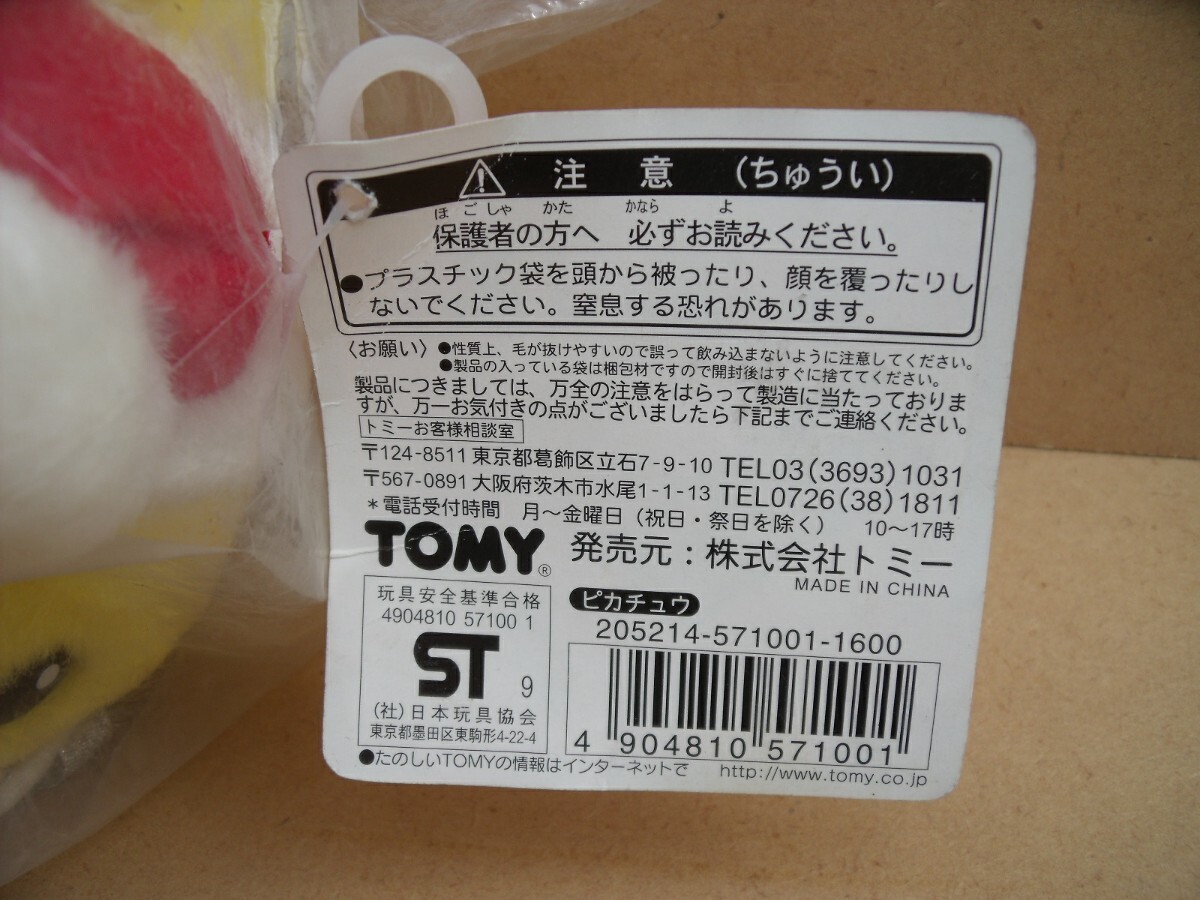 注 意 (ちゅうい)
ほごしゃ かた かなら よ
保護者の方へ 必ずお読みください。
●プラスチック袋を頭から被ったり、顔を覆ったりし
ないでください。窒息する恐れがあります。
〈お願い〉●性質上、毛が抜けやすいので誤って飲み込まないように注意してください。
●製品の入っている袋は梱包材ですので開封後はすぐに捨ててください。
製品につきましては、万全の注意をはらって製造に当たっておりま
すが、万一お気付きの点がございましたら下記までご連絡ください。
トミーお客様相談室
〒124-8511 東京都葛飾区立石7-9-10 TEL03(3693)1031
〒567-0891 大阪府茨木市水尾1-1-13 TEL0726(38)1811
*電話受付時間 月～金曜日(祝日・祭日を除く) 10～17時
TOMY® 発売元:株式会社トミー
MADE IN CHINA
玩具安全基準合格
4904810 57100 1
ST 9
(社)日本玩具協会
東京都墨田区東駒形4-22-4
ピカチュウ
205214-571001-1600
4 904810 571001
●たのしいTOMYの情報はインターネットで http://www.tomy.co.jp